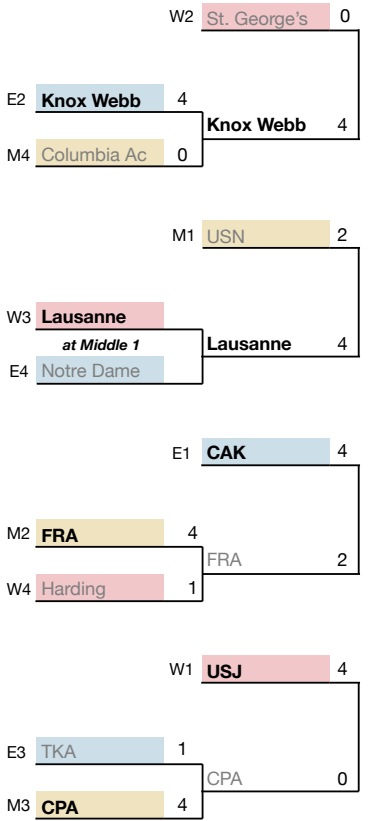 W2 St. George's 0
E2 Knox Webb 4
Knox Webb 4
M4 Columbia Ac 0
M1 USN 2
W3 Lausanne
at Middle 1
Lausanne 4
E4 Notre Dame
E1 CAK 4
M2 FRA 4
FRA 2
W4 Harding 1
W1 USJ 4
E3 TKA 1
CPA 0
M3 CPA 4